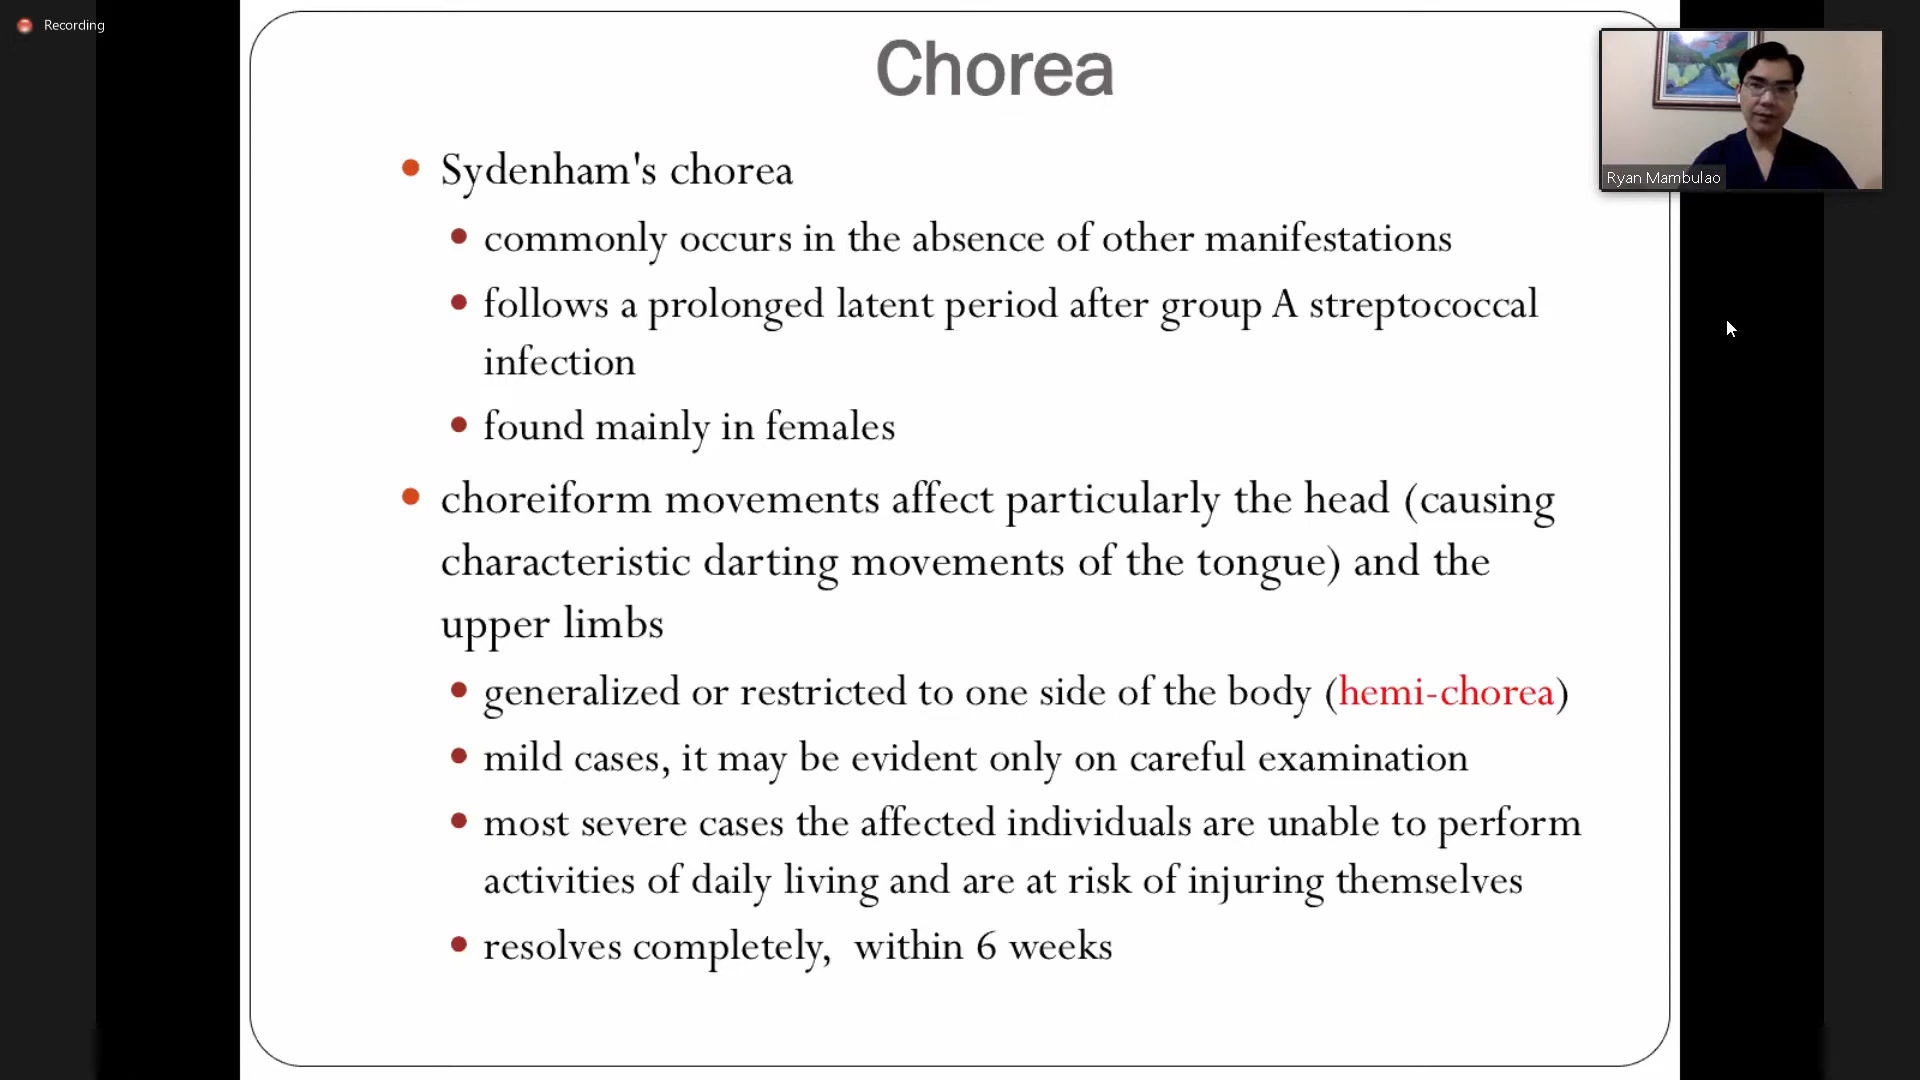 Recording
Chorea
Ryan Mambulao
Sydenham's chorea
commonly occurs in the absence of other manifestations
follows a prolonged latent period after group A streptococcal
infection
found mainly in females
choreiform movements affect particularly the head (causing
characteristic darting movements of the tongue) and the
upper limbs
generalized or restricted to one side of the body (hemi-chorea)
mild cases, it may be evident only on careful examination
most severe cases the affected individuals are unable to perform
activities of daily living and are at risk of injuring themselves
resolves completely,  within 6 weeks